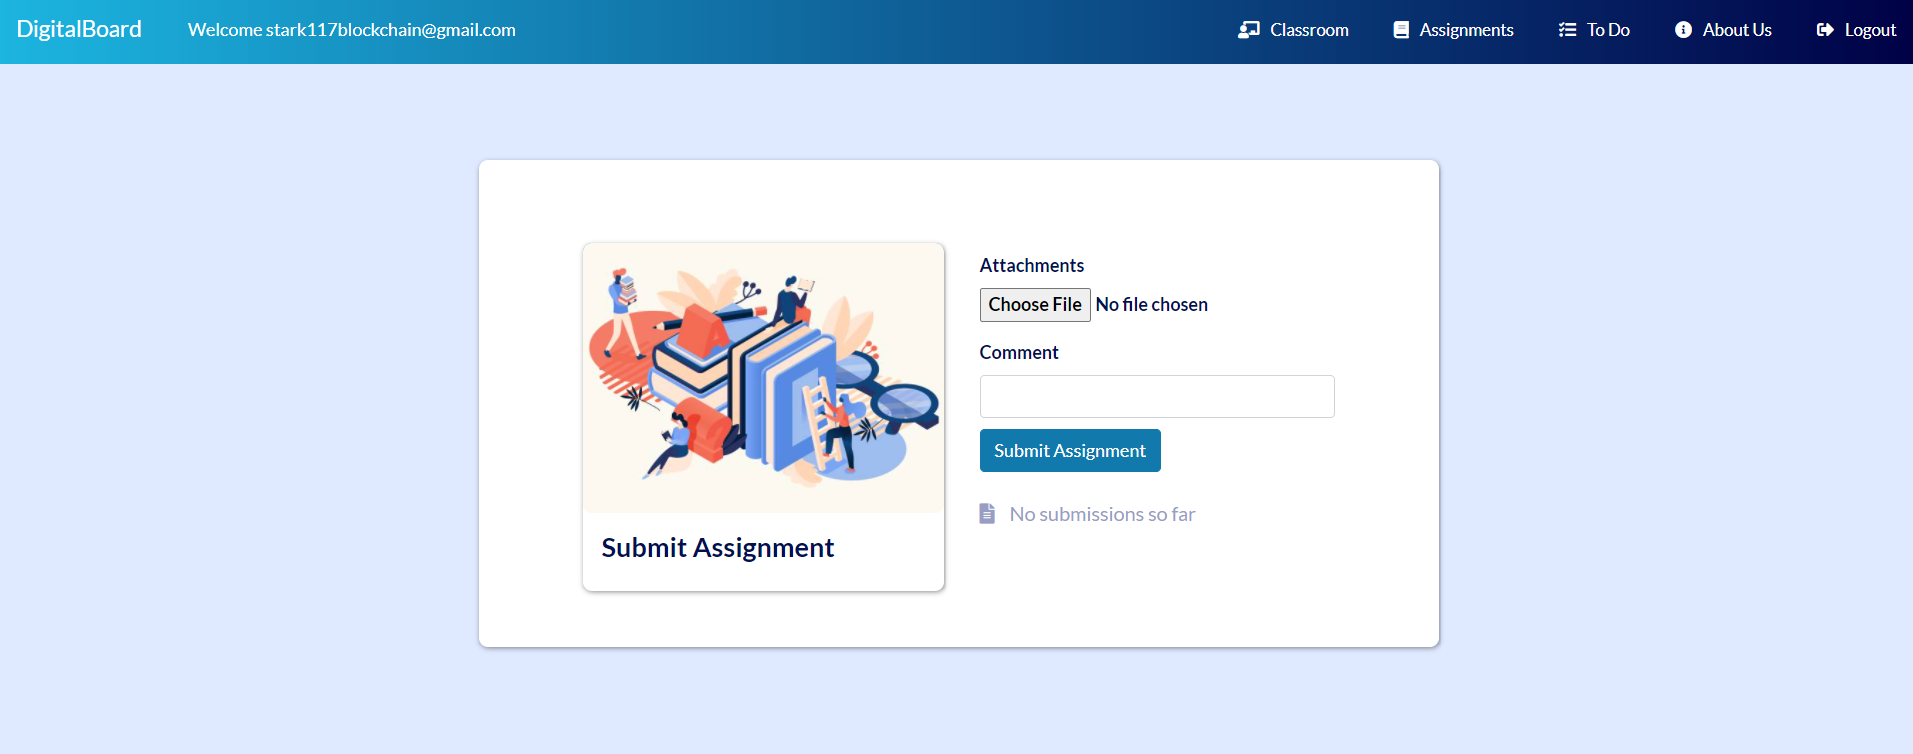 DigitalBoard Welcome stark117blockchain@gmail.com Classroom Assignments To Do About Us Logout
Attachments
Choose File No file chosen
Comment
Submit Assignment
No submissions so far
Submit Assignment